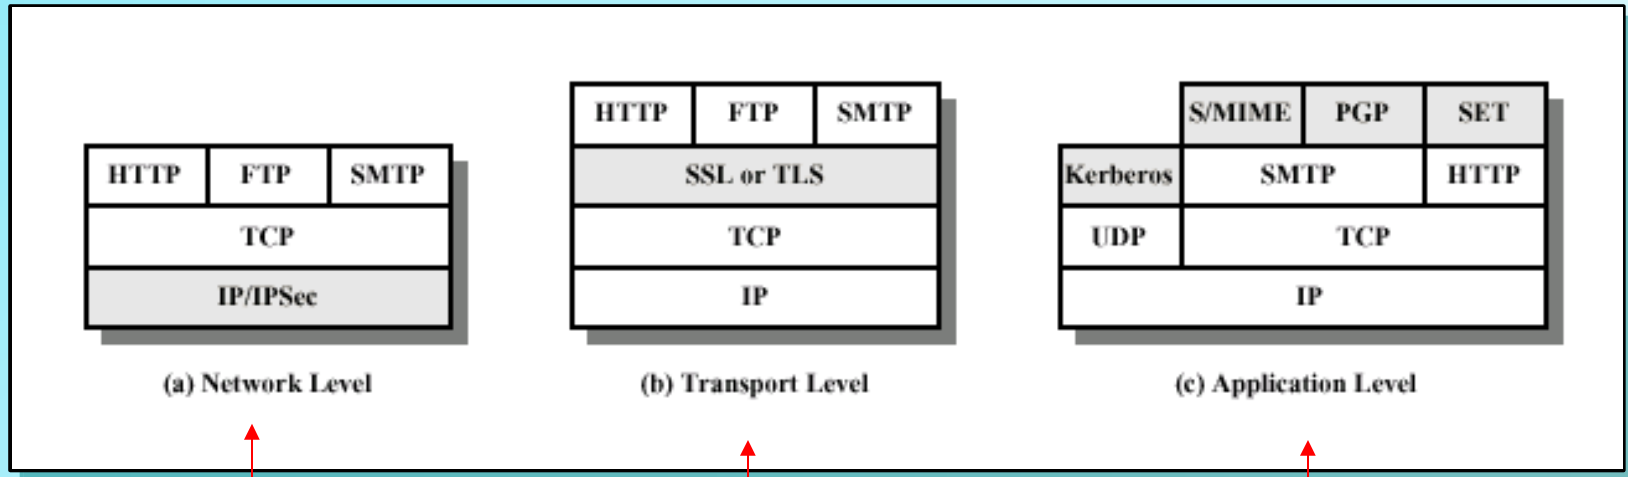 HTTP FTP SMTP
TCP
IP/IPSec
(a) Network Level
HTTP FTP SMTP
SSL or TLS
TCP
IP
(b) Transport Level
S/MIME PGP SET
Kerberos SMTP HTTP
UDP TCP
IP
(c) Application Level